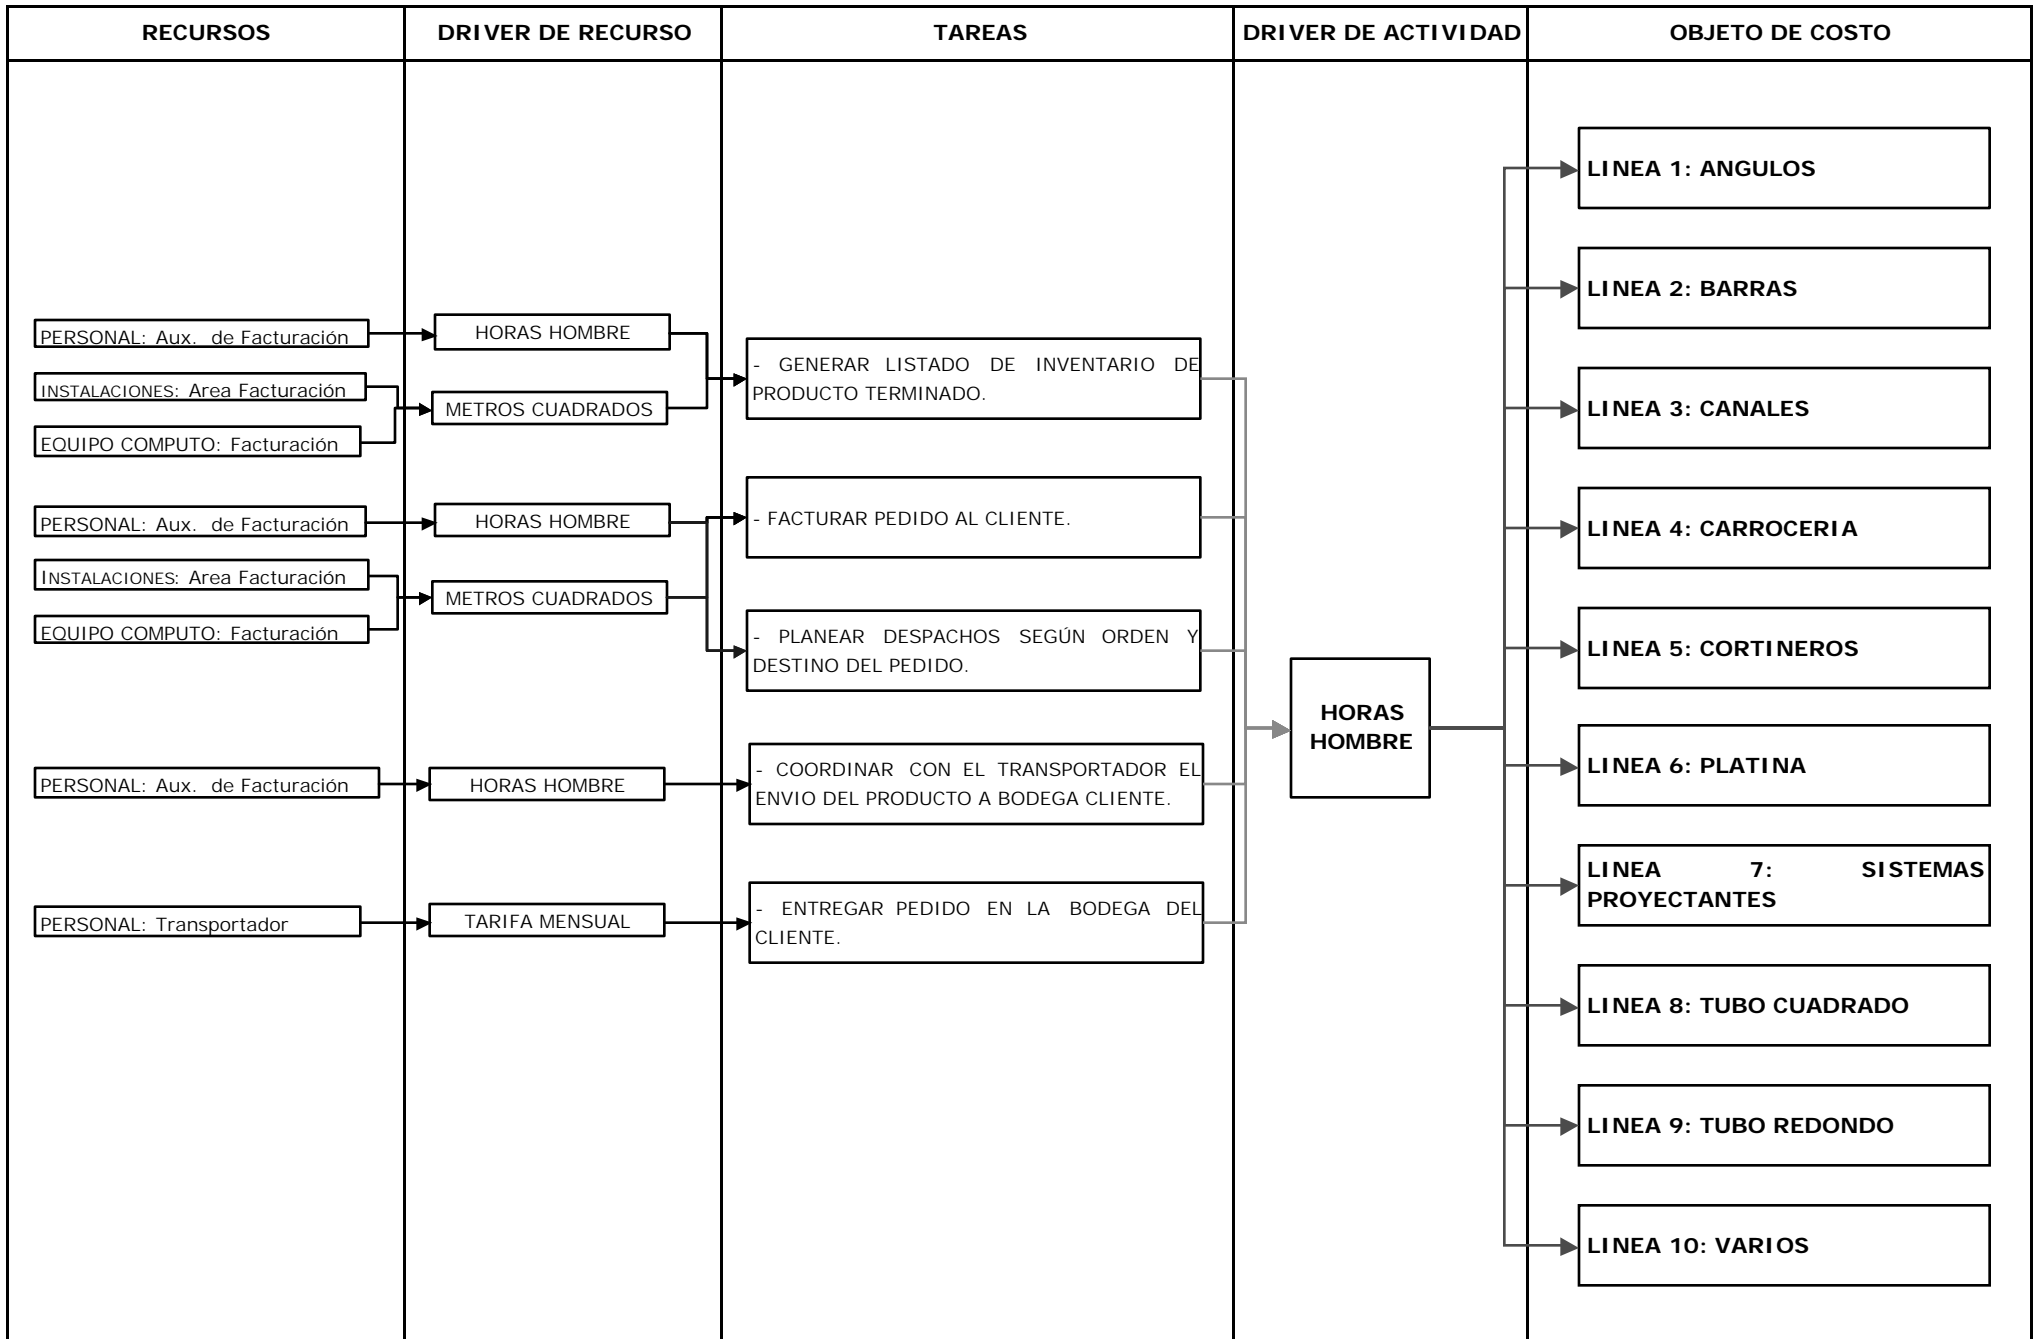 RECURSOS
DRIVER DE RECURSO
TAREAS
DRIVER DE ACTIVIDAD
OBJETO DE COSTO
PERSONAL: Aux. de Facturación
INSTALACIONES: Area Facturación
EQUIPO COMPUTO: Facturación
PERSONAL: Aux. de Facturación
INSTALACIONES: Area Facturación
EQUIPO COMPUTO: Facturación
PERSONAL: Aux. de Facturación
PERSONAL: Transportador
HORAS HOMBRE
METROS CUADRADOS
HORAS HOMBRE
METROS CUADRADOS
HORAS HOMBRE
TARIFA MENSUAL
- GENERAR LISTADO DE INVENTARIO DE
PRODUCTO TERMINADO.
- FACTURAR PEDIDO AL CLIENTE.
- PLANEAR DESPACHOS SEGÚN ORDEN Y
DESTINO DEL PEDIDO.
- COORDINAR CON EL TRANSPORTADOR EL
ENVIO DEL PRODUCTO A BODEGA CLIENTE.
- ENTREGAR PEDIDO EN LA BODEGA DEL
CLIENTE.
HORAS
HOMBRE
LINEA 1: ANGULOS
LINEA 2: BARRAS
LINEA 3: CANALES
LINEA 4: CARROCERIA
LINEA 5: CORTINEROS
LINEA 6: PLATINA
LINEA 7: SISTEMAS
PROYECTANTES
LINEA 8: TUBO CUADRADO
LINEA 9: TUBO REDONDO
LINEA 10: VARIOS